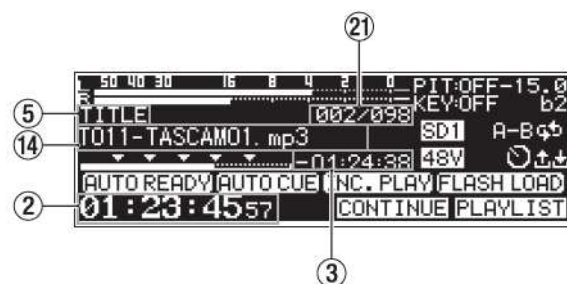 21
L 50 40 30 16 8 4 2 0 PIT:OFF-15.0
R KEY:OFF b2
5 TITLE 002/098
14 T011-TASCAM01.mp3 SD1 A-B
-01:24:38 48V
AUTO READY AUTO CUE INC.PLAY FLASH LOAD
2 01:23:4557 CONTINUE PLAYLIST
3